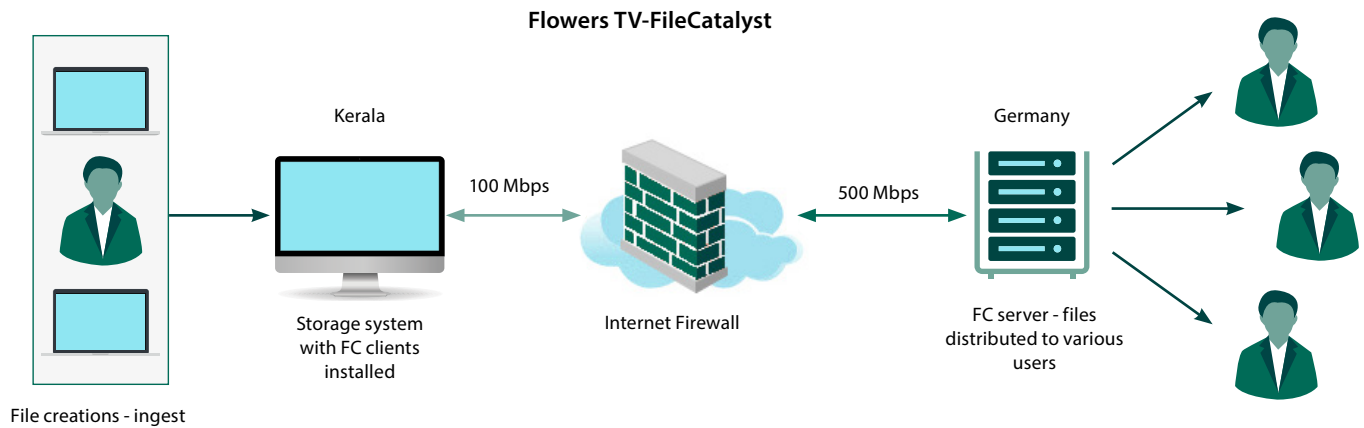 Flowers TV-FileCatalyst
Kerala
Germany
100 Mbps
500 Mbps
Storage system
with FC clients
installed
Internet Firewall
FC server - files
distributed to various
users
File creations - ingest